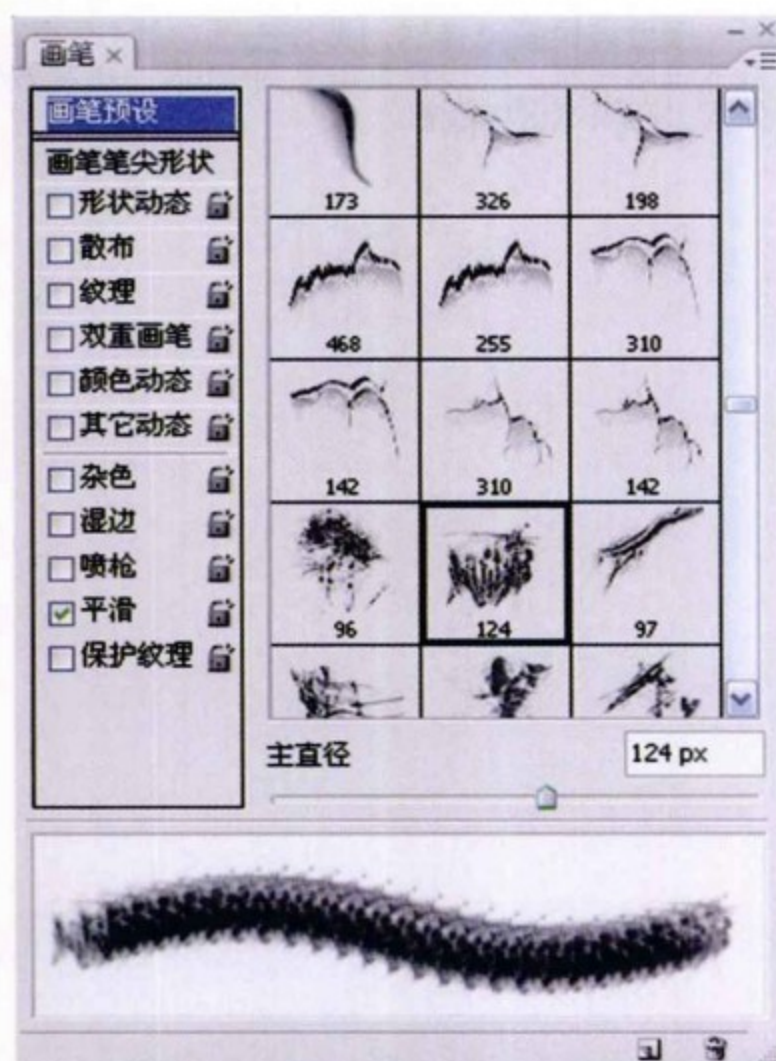 画笔 ×
画笔预设
画笔笔尖形状
形状动态
散布
纹理
双重画笔
颜色动态
其它动态
杂色
湿边
喷枪
平滑
保护纹理
173 326 198
468 255 310
142 310 142
96 124 97
主直径 124 px